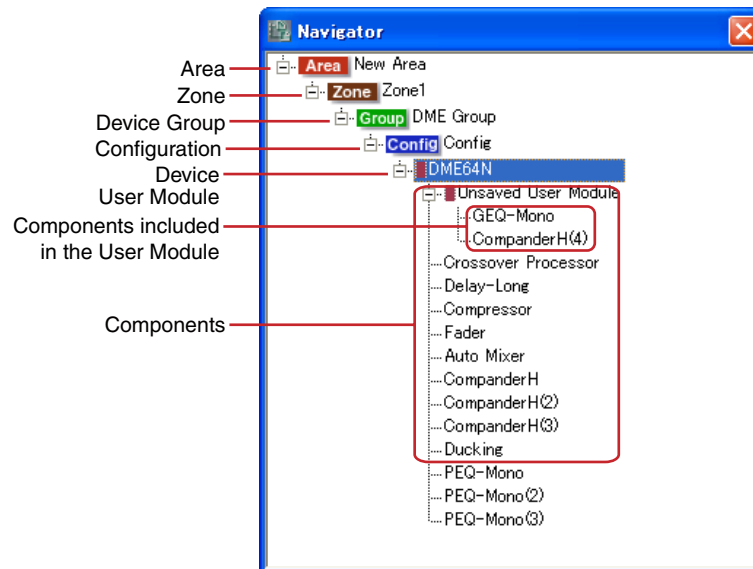 Navigator
Area
Area New Area
Zone
Zone Zone1
Device Group
Group DME Group
Configuration
Config Config
Device
DME64N
User Module
Unsaved User Module
Components included
in the User Module
GEQ-Mono
CompanderH(4)
Crossover Processor
Delay-Long
Compressor
Components
Fader
Auto Mixer
CompanderH
CompanderH(2)
CompanderH(3)
Ducking
PEQ-Mono
PEQ-Mono(2)
PEQ-Mono(3)